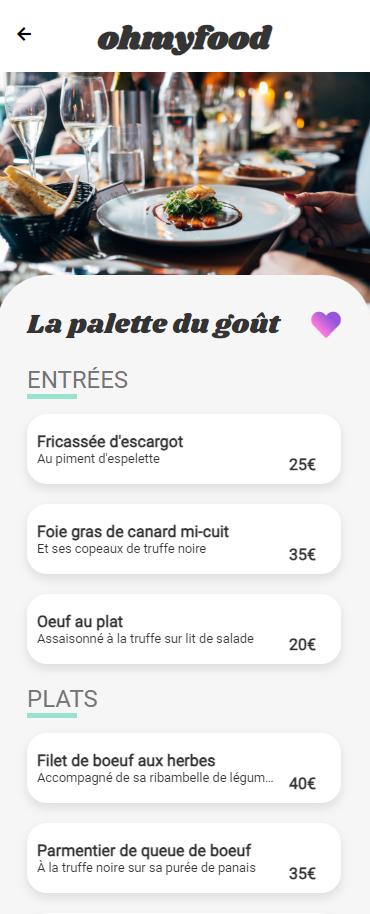 ohmyfood
La palette du goût
ENTRÉES
Fricassée d'escargot
Au piment d'espelette
25€
Foie gras de canard mi-cuit
Et ses copeaux de truffe noire
35€
Oeuf au plat
Assaisonné à la truffe sur lit de salade
20€
PLATS
Filet de boeuf aux herbes
Accompagné de sa ribambelle de légum...
40€
Parmentier de queue de boeuf
À la truffe noire sur sa purée de panais
35€